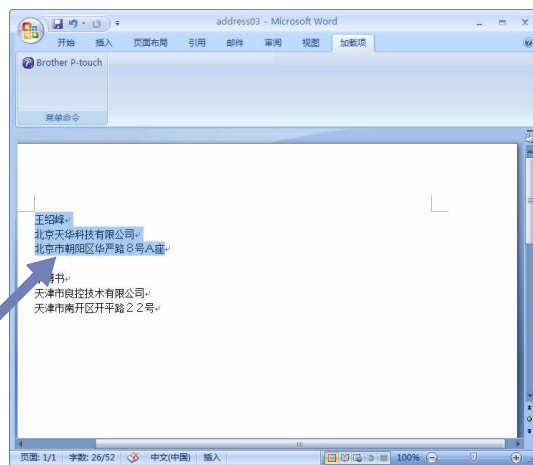 address03 - Microsoft Word
开始 插入 页面布局 引用 邮件 审阅 视图 加载项
Brother P-touch
菜单命令
王绍峰
北京天华科技有限公司
北京市朝阳区华严路８号Ａ座
书
天津市良控技术有限公司
天津市南开区开平路２２号
页面: 1/1 字数: 26/52 中文(中国) 插入 100%